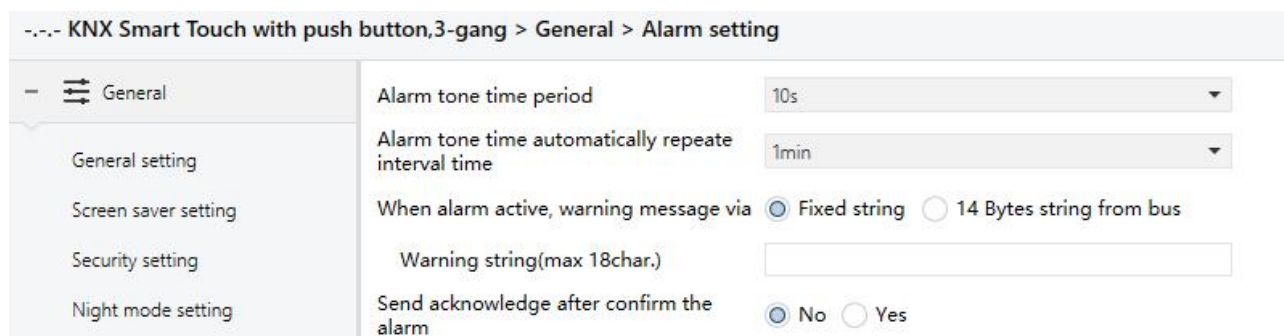 -.-.- KNX Smart Touch with push button,3-gang > General > Alarm setting
General
General setting
Screen saver setting
Security setting
Night mode setting
Alarm tone time period
10s
Alarm tone time automatically repeate
interval time
1min
When alarm active, warning message via
Fixed string
14 Bytes string from bus
Warning string(max 18char.)
Send acknowledge after confirm the
alarm
No
Yes